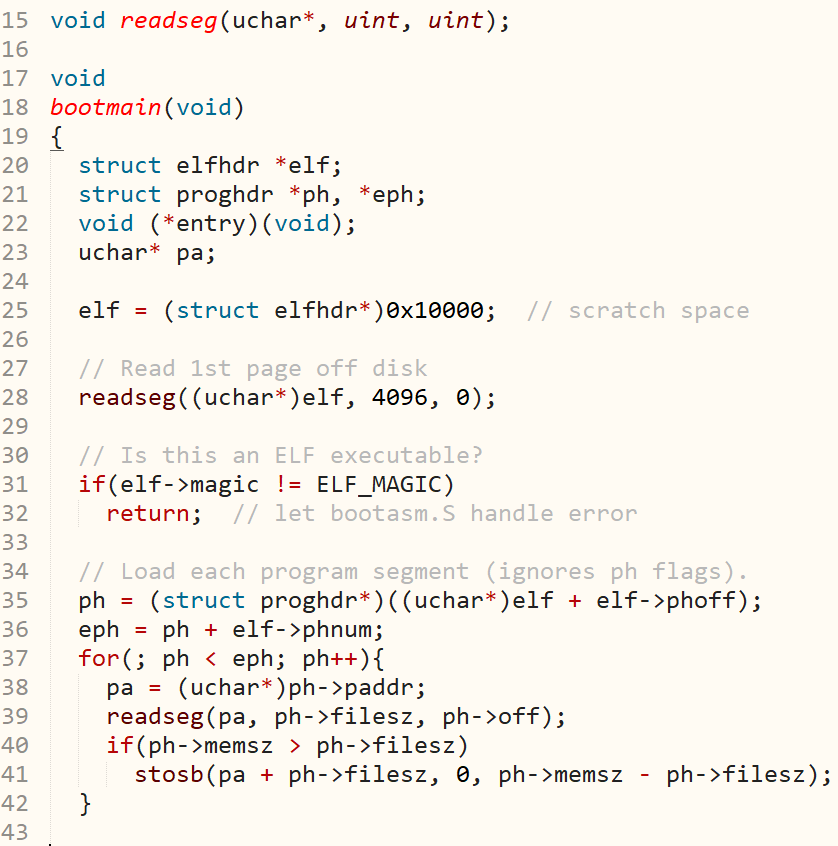 15 void readseg(uchar*, uint, uint);
16
17 void
18 bootmain(void)
19 {
20   struct elfhdr *elf;
21   struct proghdr *ph, *eph;
22   void (*entry)(void);
23   uchar* pa;
24
25   elf = (struct elfhdr*)0x10000;  // scratch space
26
27   // Read 1st page off disk
28   readseg((uchar*)elf, 4096, 0);
29
30   // Is this an ELF executable?
31   if(elf->magic != ELF_MAGIC)
32     return;  // let bootasm.S handle error
33
34   // Load each program segment (ignores ph flags).
35   ph = (struct proghdr*)((uchar*)elf + elf->phoff);
36   eph = ph + elf->phnum;
37   for(; ph < eph; ph++){
38     pa = (uchar*)ph->paddr;
39     readseg(pa, ph->filesz, ph->off);
40     if(ph->memsz > ph->filesz)
41       stosb(pa + ph->filesz, 0, ph->memsz - ph->filesz);
42   }
43